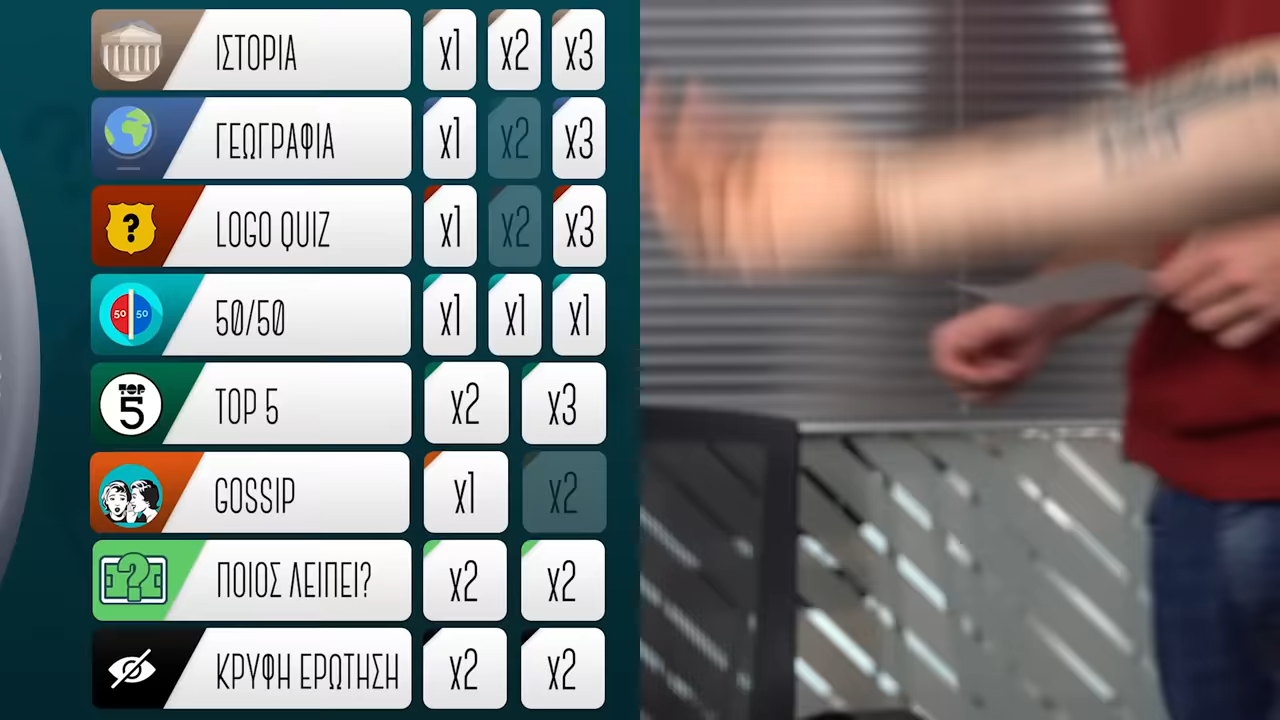 ΙΣΤΟΡΙΑ x1 x2 x3
ΓΕΩΓΡΑΦΙΑ x1 x2 x3
? LOGO QUIZ x1 x2 x3
50 50 50/50 x1 x1 x1
TOP 5 TOP 5 x2 x3
GOSSIP x1 x2
? ΠΟΙΟΣ ΛΕΙΠΕΙ? x2 x2
ΚΡΥΦΗ ΕΡΩΤΗΣΗ x2 x2